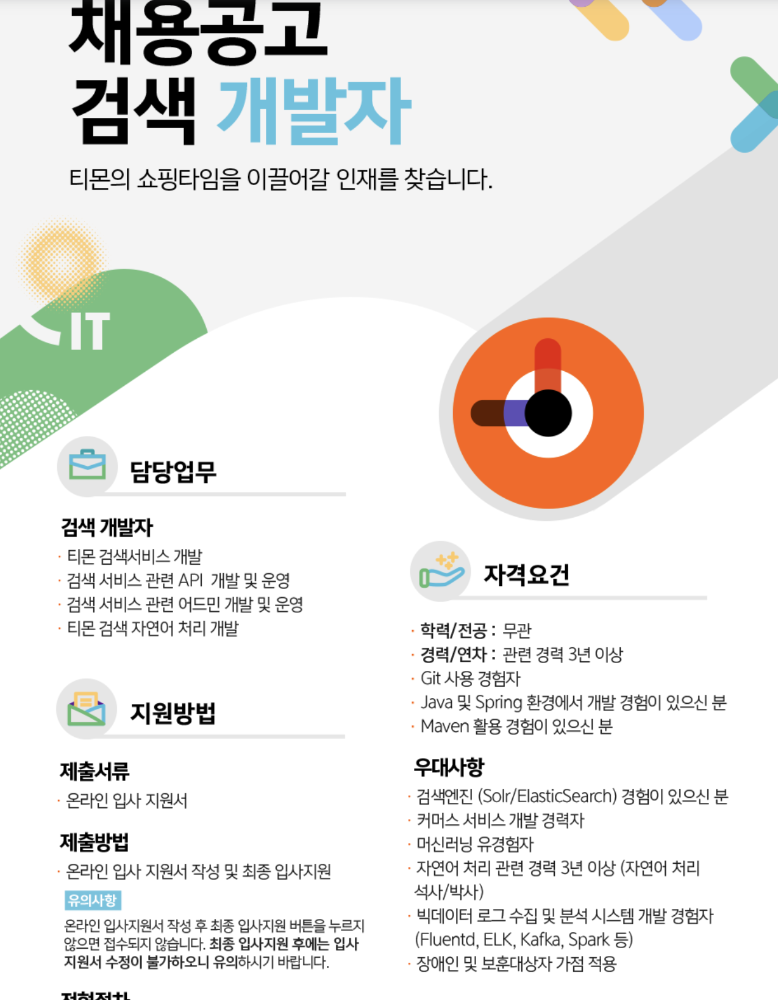 채용공고
검색 개발자
티몬의 쇼핑타임을 이끌어갈 인재를 찾습니다.
IT
담당업무
검색 개발자
· 티몬 검색서비스 개발
· 검색 서비스 관련 API 개발 및 운영
· 검색 서비스 관련 어드민 개발 및 운영
· 티몬 검색 자연어 처리 개발
지원방법
제출서류
· 온라인 입사 지원서
제출방법
· 온라인 입사 지원서 작성 및 최종 입사지원
유의사항
온라인 입사지원서 작성 후 최종 입사지원 버튼을 누르지
않으면 접수되지 않습니다. 최종 입사지원 후에는 입사
지원서 수정이 불가하오니 유의하시기 바랍니다.
전형절차
자격요건
· 학력/전공 : 무관
· 경력/연차 : 관련 경력 3년 이상
· Git 사용 경험자
· Java 및 Spring 환경에서 개발 경험이 있으신 분
· Maven 활용 경험이 있으신 분
우대사항
· 검색엔진 (Solr/ElasticSearch) 경험이 있으신 분
· 커머스 서비스 개발 경력자
· 머신러닝 유경험자
· 자연어 처리 관련 경력 3년 이상 (자연어 처리
석사/박사)
· 빅데이터 로그 수집 및 분석 시스템 개발 경험자
(Fluentd, ELK, Kafka, Spark 등)
· 장애인 및 보훈대상자 가점 적용